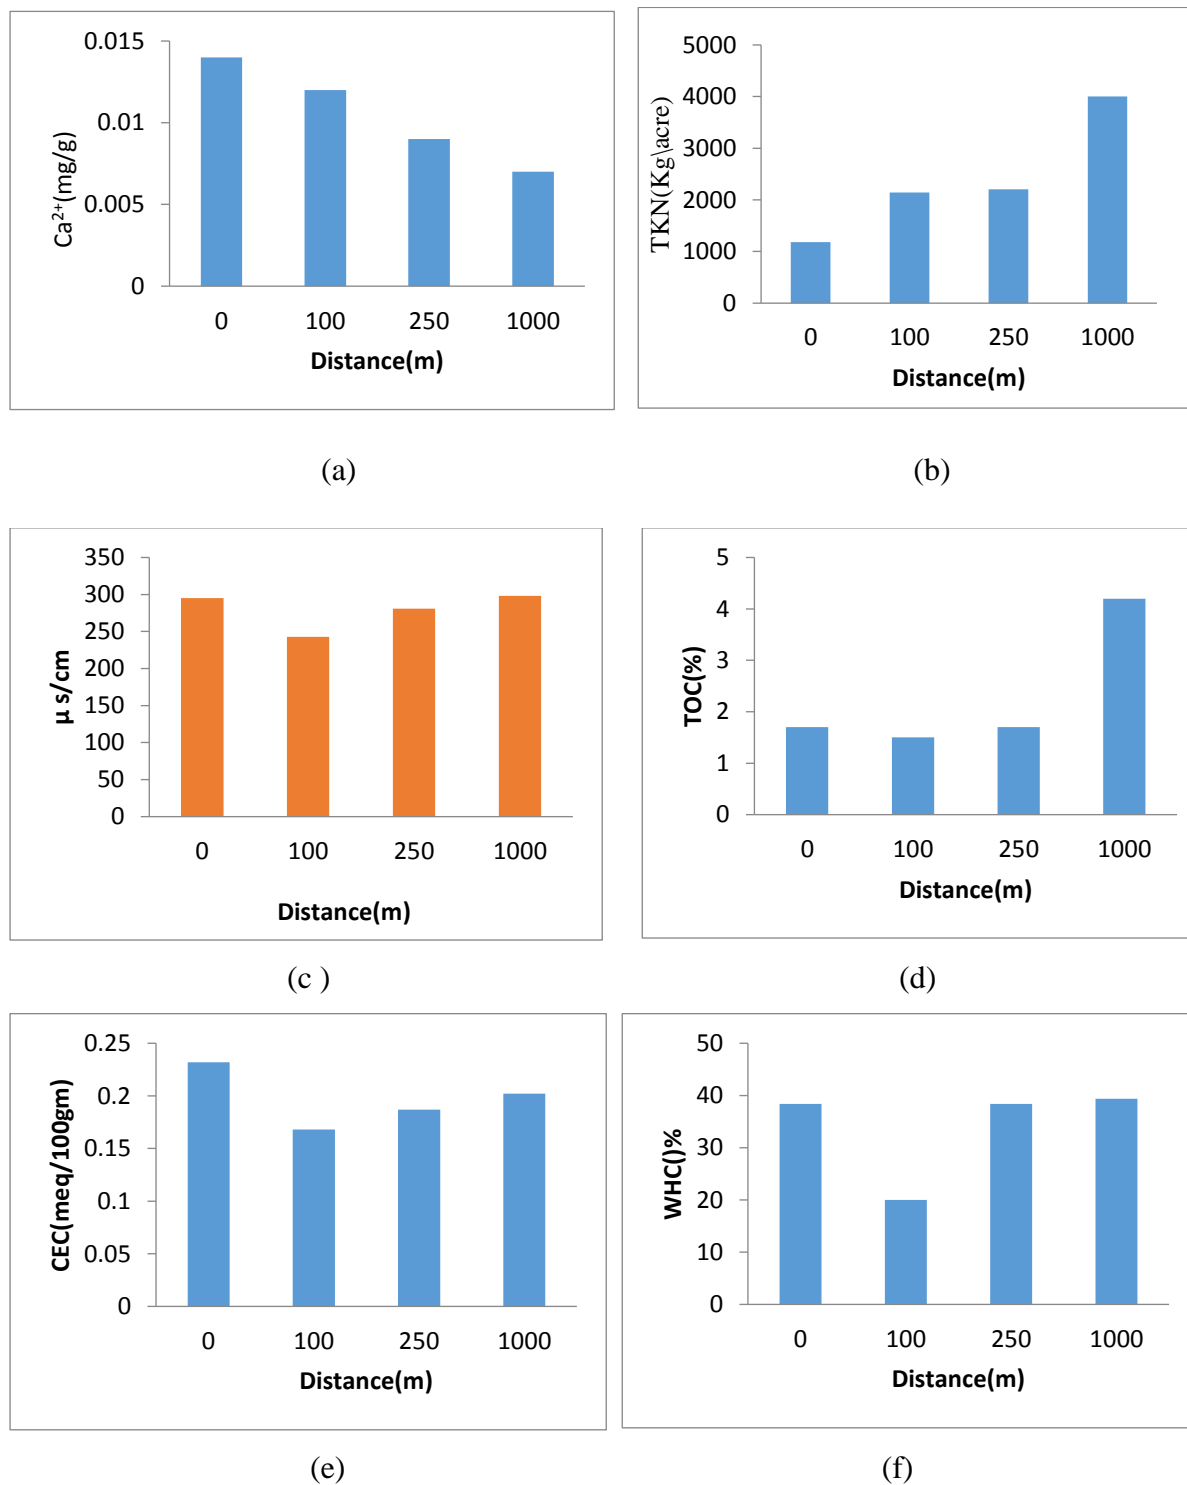 0.015
0.01
0.005
0
Ca²⁺(mg/g)
0 100 250 1000
Distance(m)
(a)
5000
4000
3000
2000
1000
0
TKN(Kg\acre)
0 100 250 1000
Distance(m)
(b)
350
300
250
200
150
100
50
0
µ s/cm
0 100 250 1000
Distance(m)
(c )
5
4
3
2
1
0
TOC(%)
0 100 250 1000
Distance(m)
(d)
0.25
0.2
0.15
0.1
0.05
0
CEC(meq/100gm)
0 100 250 1000
Distance(m)
(e)
50
40
30
20
10
0
WHC()%
0 100 250 1000
Distance(m)
(f)